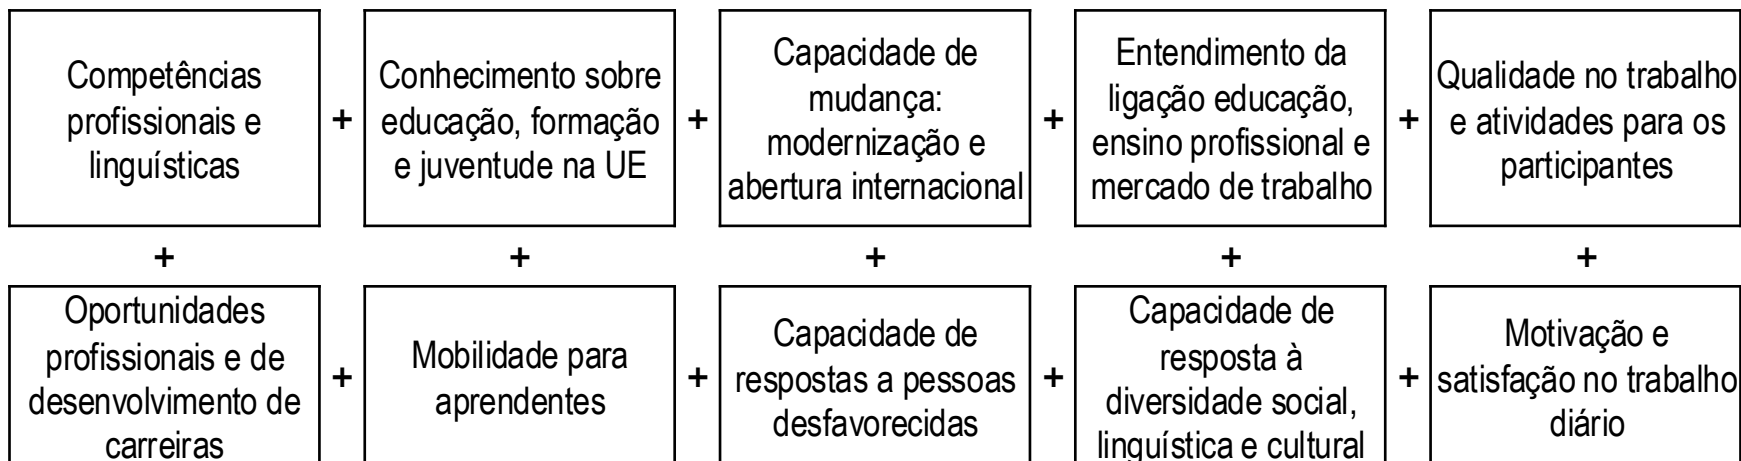 Competências
profissionais e
linguísticas
+
Conhecimento sobre
educação, formação
e juventude na UE
+
Capacidade de
mudança:
modernização e
abertura internacional
+
Entendimento da
ligação educação,
ensino profissional e
mercado de trabalho
+
Qualidade no trabalho
e atividades para os
participantes
+ + + + +
Oportunidades
profissionais e de
desenvolvimento de
carreiras
+
Mobilidade para
aprendentes
+
Capacidade de
respostas a pessoas
desfavorecidas
+
Capacidade de
resposta à
diversidade social,
linguística e cultural
+
Motivação e
satisfação no trabalho
diário